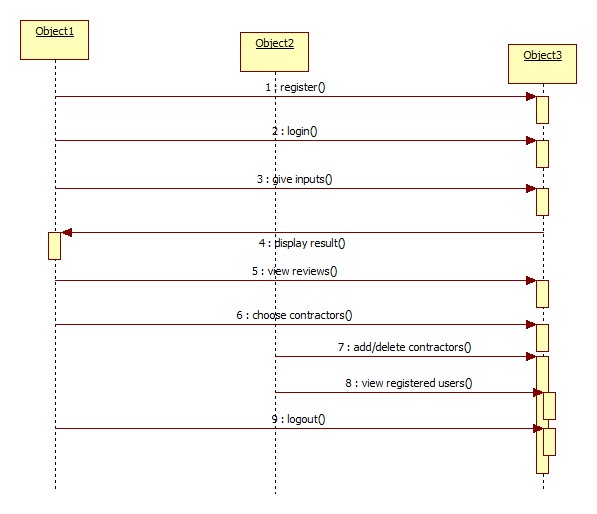 Object1
Object2
Object3
1 : register()
2 : login()
3 : give inputs()
4 : display result()
5 : view reviews()
6 : choose contractors()
7 : add/delete contractors()
8 : view registered users()
9 : logout()